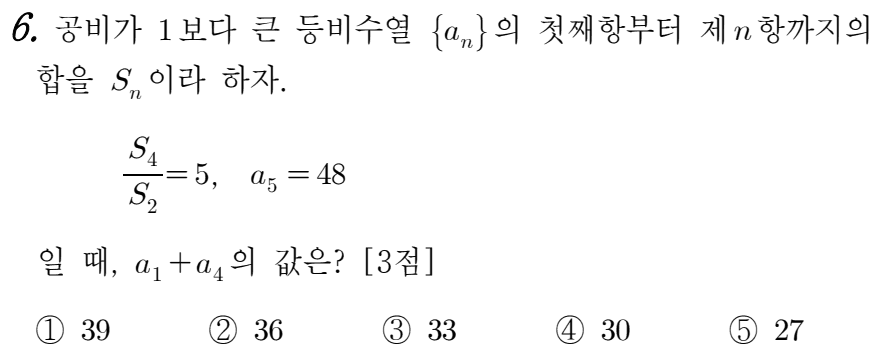 6. 공비가 1보다 큰 등비수열 {aₙ}의 첫째항부터 제n항까지의
합을 Sₙ이라 하자.
S₄/S₂ = 5, a₅ = 48
일 때, a₁+a₄의 값은? [3점]
① 39 ② 36 ③ 33 ④ 30 ⑤ 27